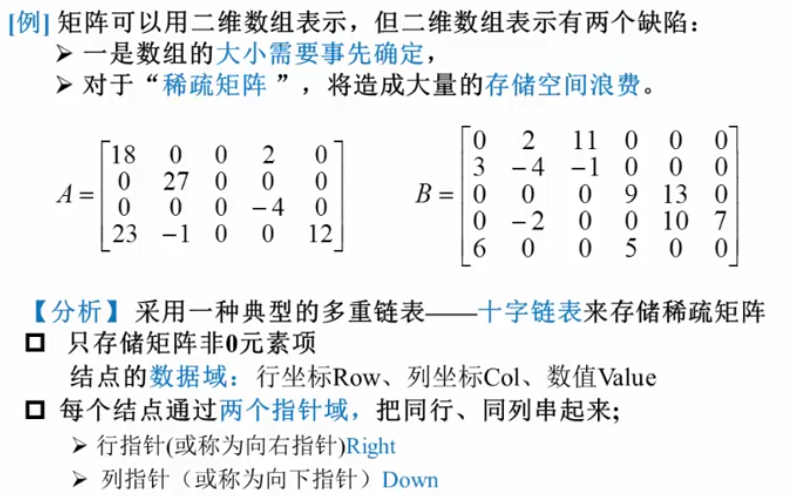 [例] 矩阵可以用二维数组表示，但二维数组表示有两个缺陷：
➢ 一是数组的大小需要事先确定，
➢ 对于“稀疏矩阵 ”，将造成大量的存储空间浪费。
A =
18 0 0 2 0
0 27 0 0 0
0 0 0 -4 0
23 -1 0 0 12
B =
0 2 11 0 0 0
3 -4 -1 0 0 0
0 0 0 9 13 0
0 -2 0 0 10 7
6 0 0 5 0 0
【分析】 采用一种典型的多重链表——十字链表来存储稀疏矩阵
只存储矩阵非0元素项
结点的数据域：行坐标Row、列坐标Col、数值Value
每个结点通过两个指针域，把同行、同列串起来；
➢ 行指针(或称为向右指针)Right
➢ 列指针（或称为向下指针）Down